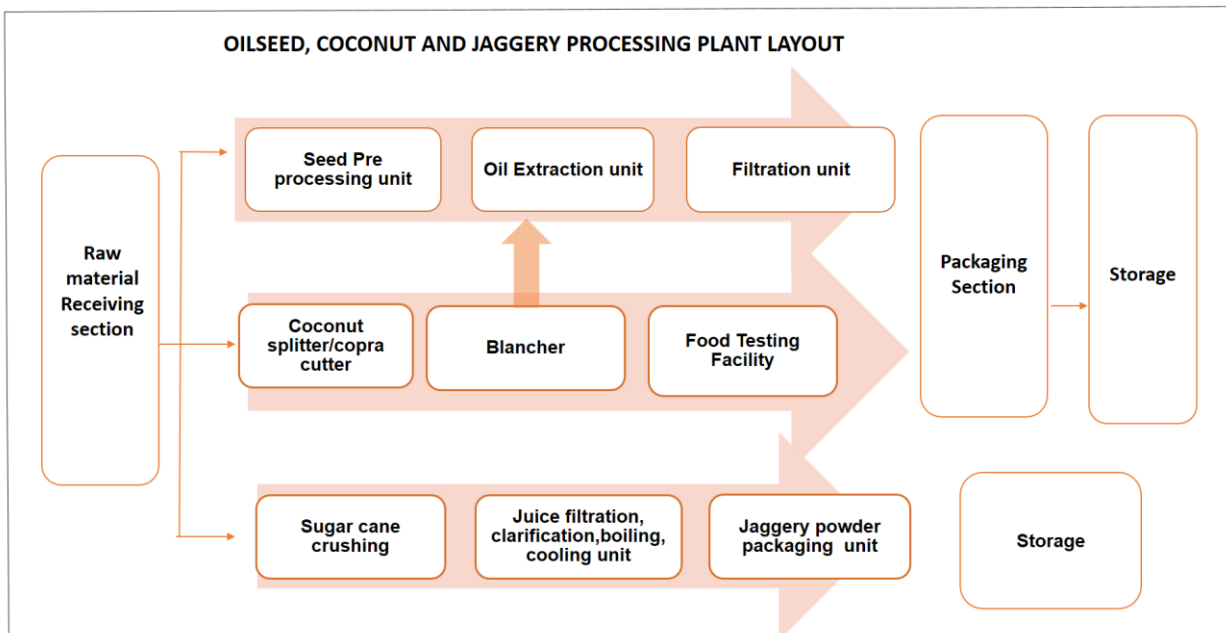 OILSEED, COCONUT AND JAGGERY PROCESSING PLANT LAYOUT
Raw
material
Receiving
section
Seed Pre
processing unit
Oil Extraction unit
Filtration unit
Coconut
splitter/copra
cutter
Blancher
Food Testing
Facility
Sugar cane
crushing
Juice filtration,
clarification,boiling,
cooling unit
Jaggery powder
packaging unit
Packaging
Section
Storage
Storage